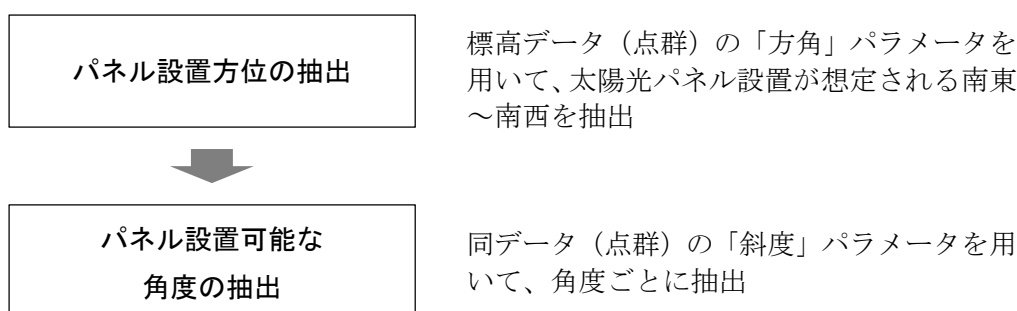 パネル設置方位の抽出
標高データ（点群）の「方角」パラメータを
用いて、太陽光パネル設置が想定される南東
～南西を抽出
パネル設置可能な
角度の抽出
同データ（点群）の「斜度」パラメータを用
いて、角度ごとに抽出